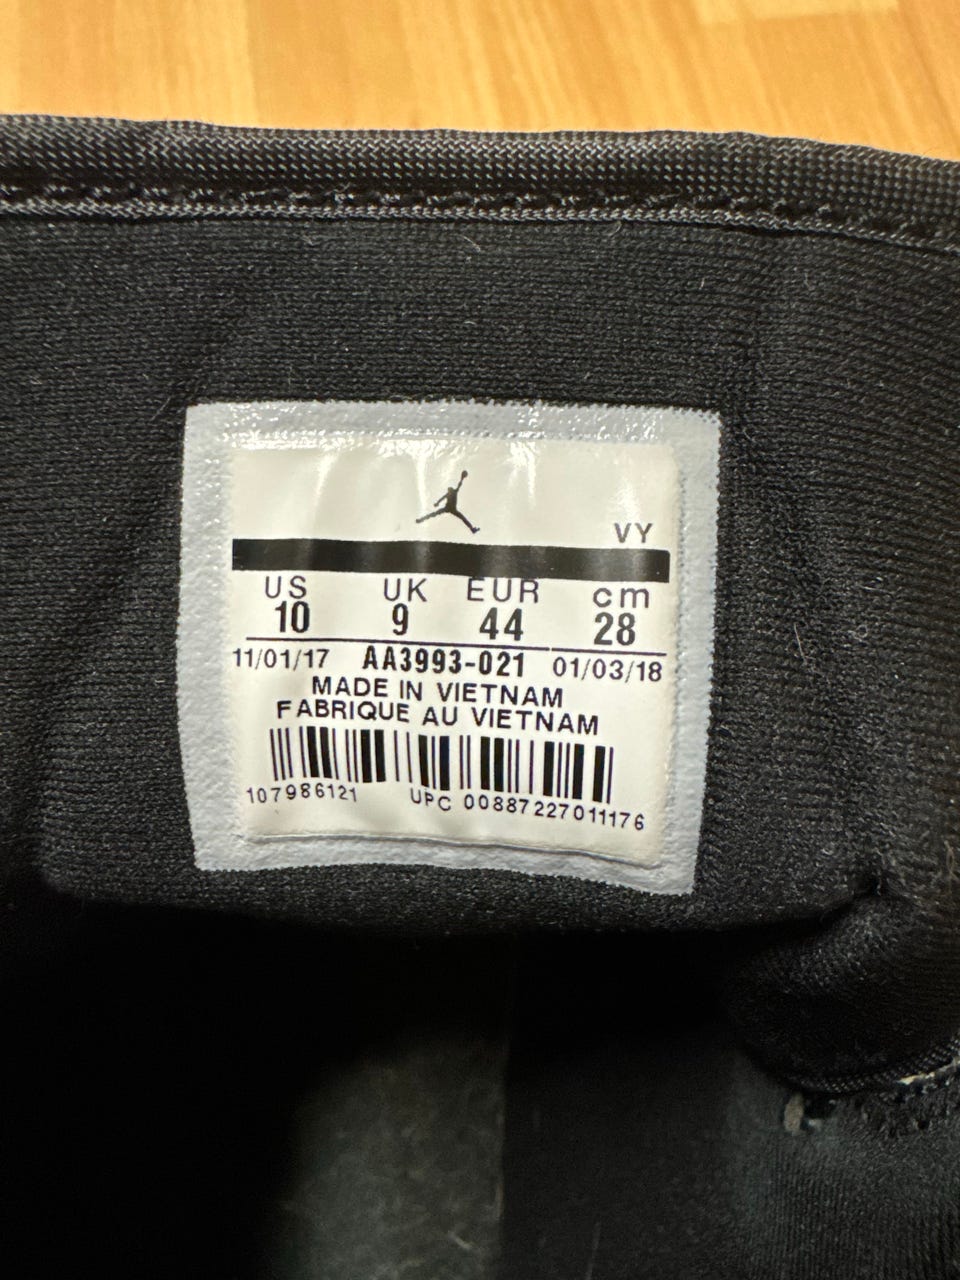 VY
US UK EUR cm
10 9 44 28
11/01/17 AA3993-021 01/03/18
MADE IN VIETNAM
FABRIQUE AU VIETNAM
107986121 UPC 00887227011176